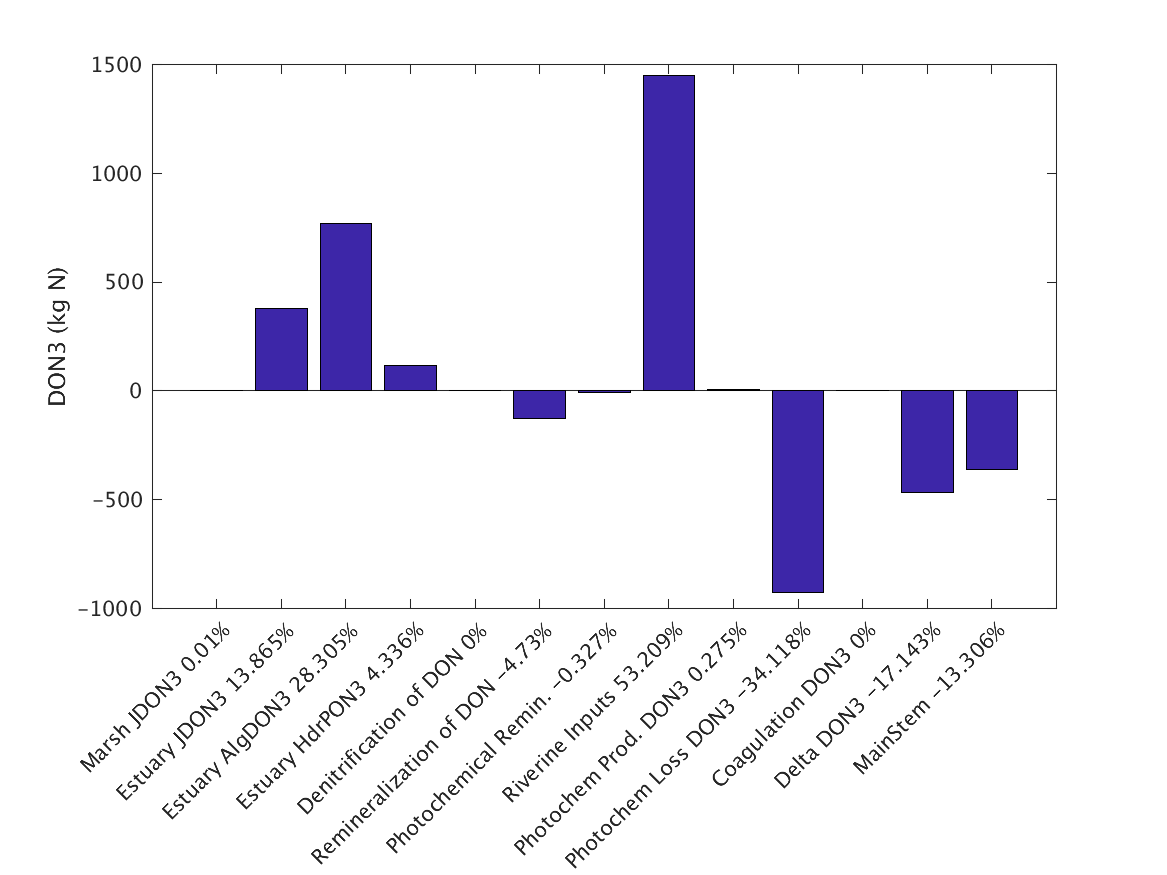 1500
1000
500
0
−500
−1000
DON3 (kg N)
Marsh JDON3 0.01%
Estuary JDON3 13.865%
Estuary AlgDON3 28.305%
Estuary HdrPON3 4.336%
Denitrification of DON 0%
Remineralization of DON −4.73%
Photochemical Remin. −0.327%
Riverine Inputs 53.209%
Photochem Prod. DON3 0.275%
Photochem Loss DON3 −34.118%
Coagulation DON3 0%
Delta DON3 −17.143%
MainStem −13.306%